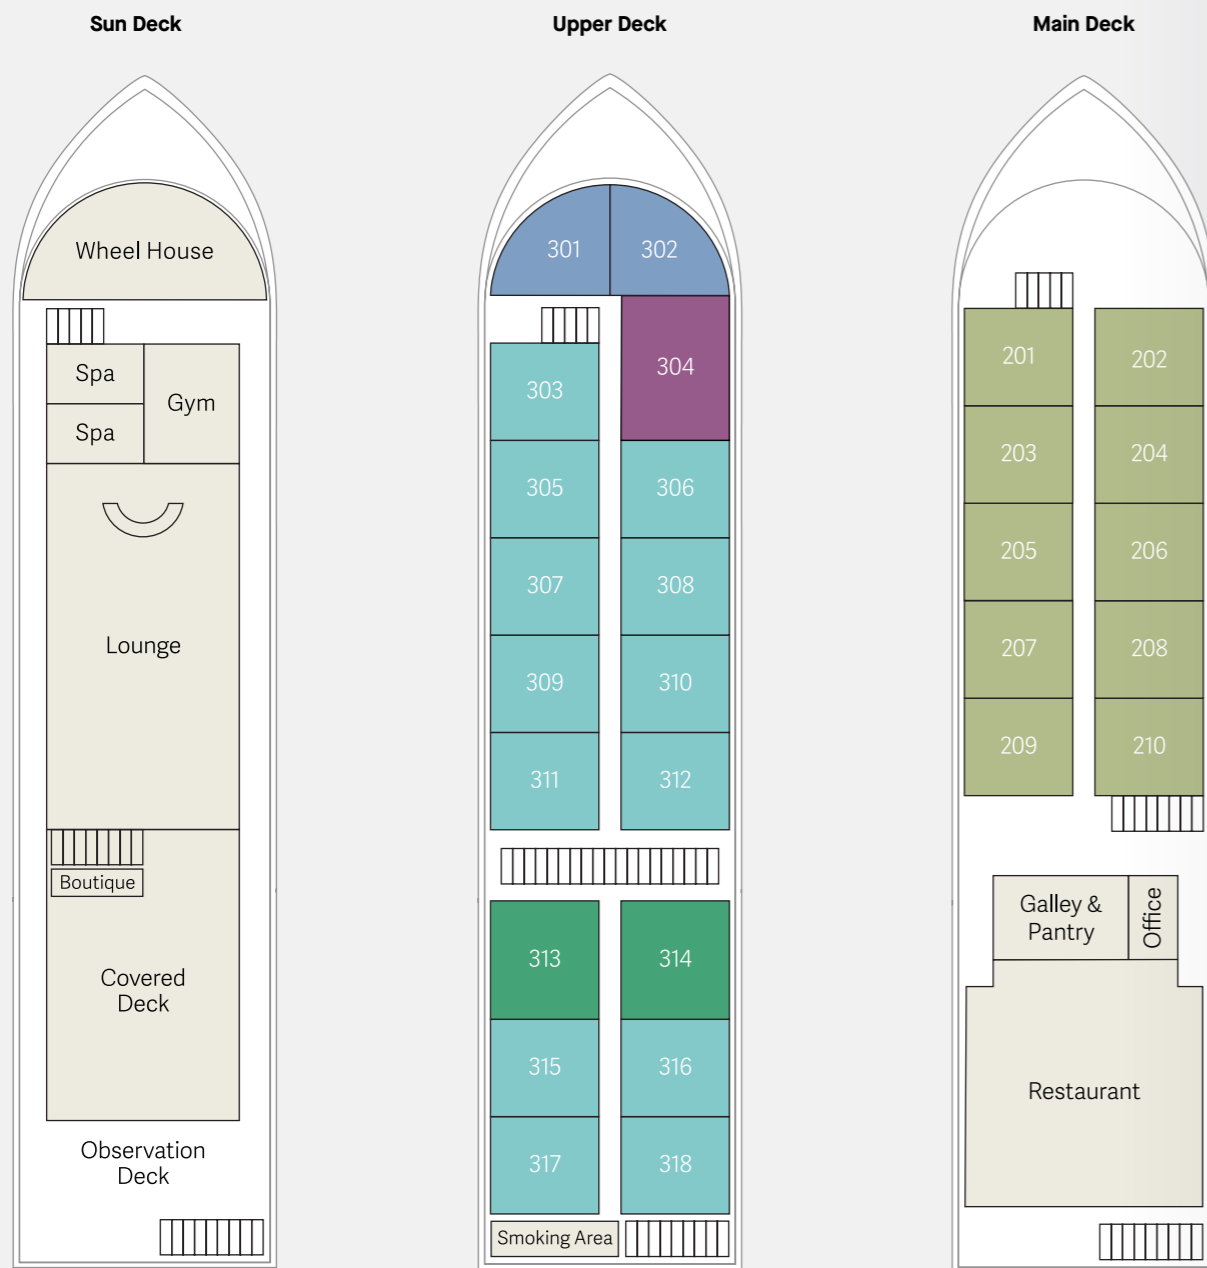 Sun Deck
Wheel House
Spa
Gym
Spa
Lounge
Boutique
Covered
Deck
Observation
Deck
Upper Deck
301
302
304
303
305
306
307
308
309
310
311
312
313
314
315
316
317
318
Smoking Area
Main Deck
201
202
203
204
205
206
207
208
209
210
Galley &
Pantry
Office
Restaurant